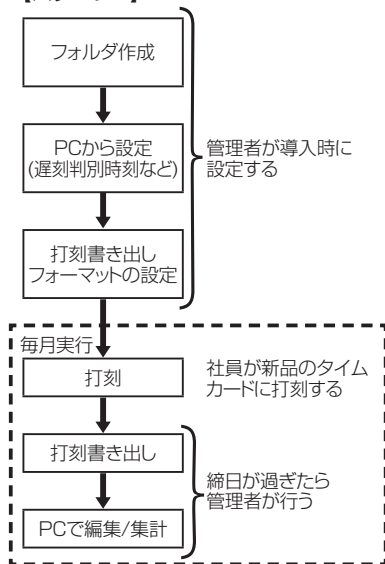 フォルダ作成
PCから設定
(遅刻判別時刻など)
管理者が導入時に
設定する
打刻書き出し
フォーマットの設定
毎月実行
打刻
社員が新品のタイム
カードに打刻する
打刻書き出し
締日が過ぎたら
管理者が行う
PCで編集/集計